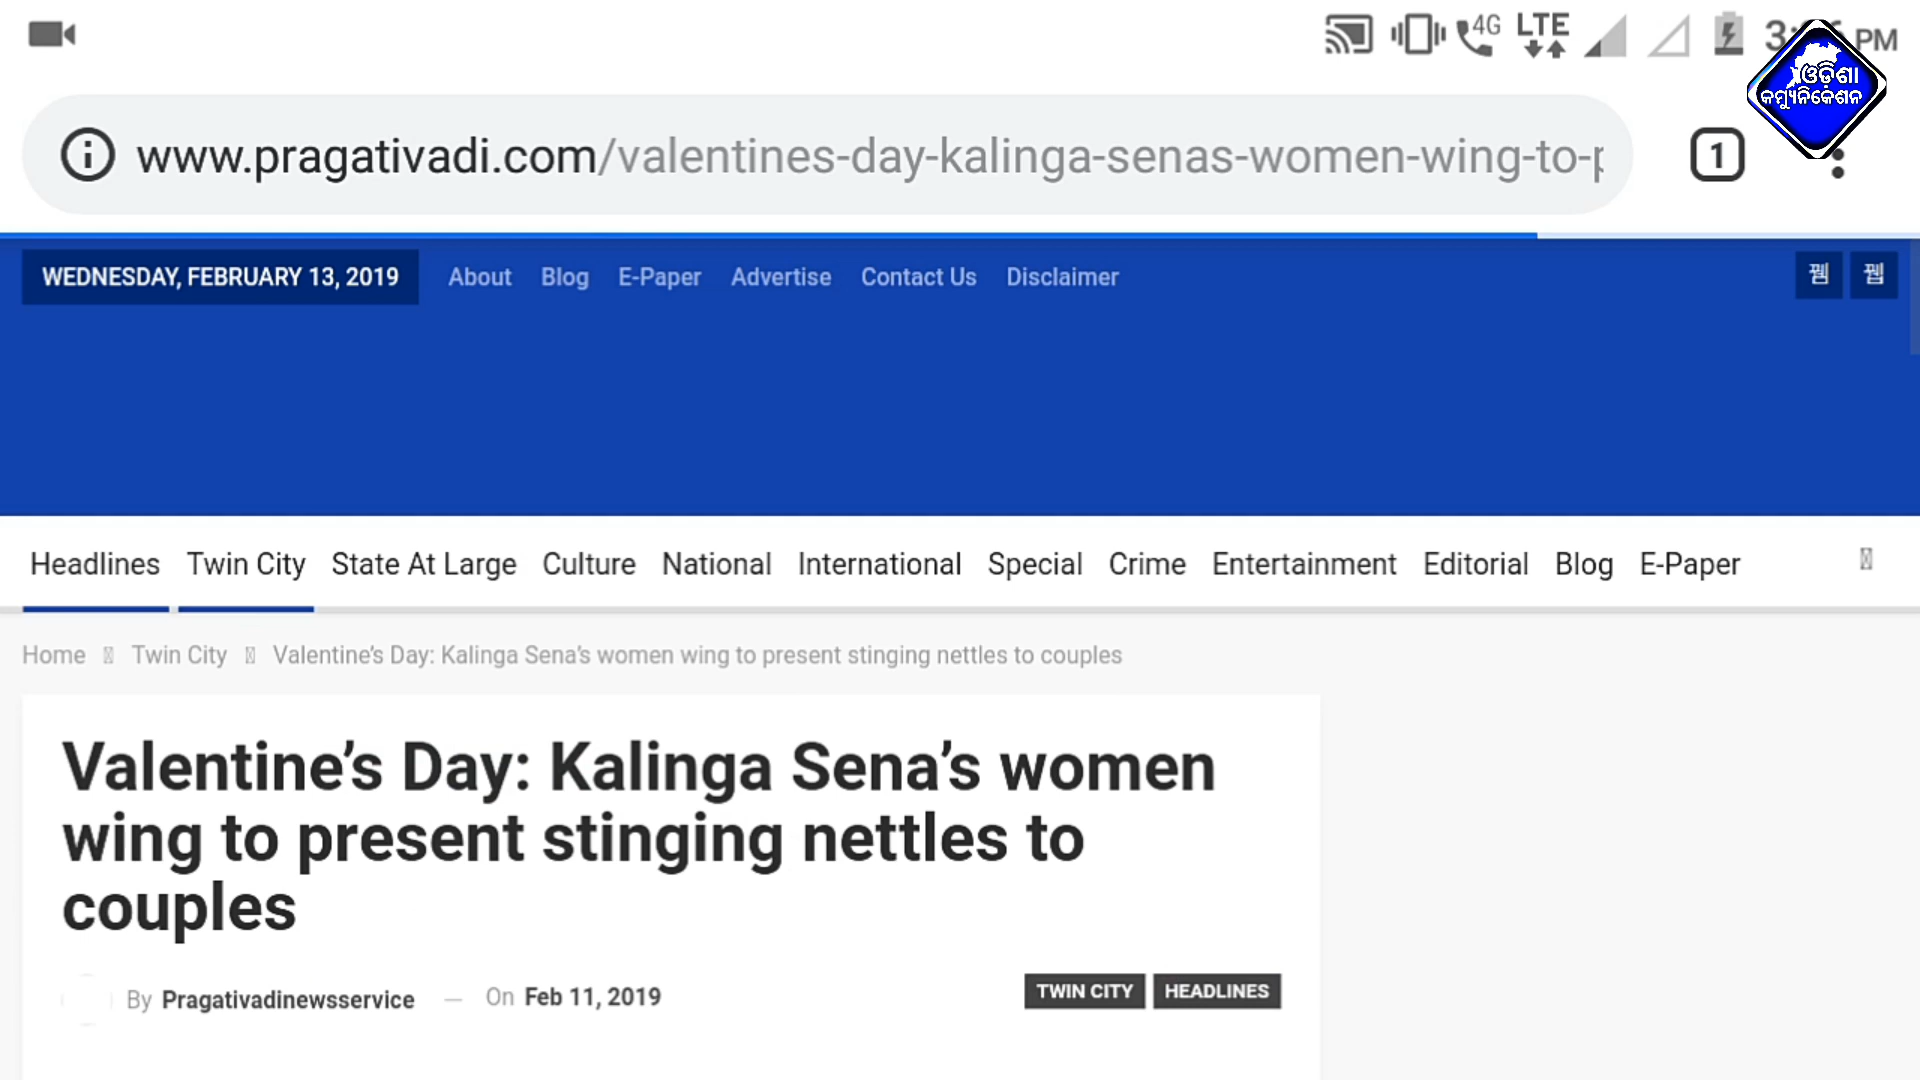 4G
LTE
PM
ଓଡ଼ିଶା
କମ୍ୟୁନିକେଶନ
www.pragativadi.com/valentines-day-kalinga-senas-women-wing-to-p
1
WEDNESDAY, FEBRUARY 13, 2019 About Blog E-Paper Advertise Contact Us Disclaimer
Headlines Twin City State At Large Culture National International Special Crime Entertainment Editorial Blog E-Paper
Home Twin City Valentine’s Day: Kalinga Sena’s women wing to present stinging nettles to couples
Valentine’s Day: Kalinga Sena’s women
wing to present stinging nettles to
couples
By Pragativadinewsservice — On Feb 11, 2019
TWIN CITY HEADLINES